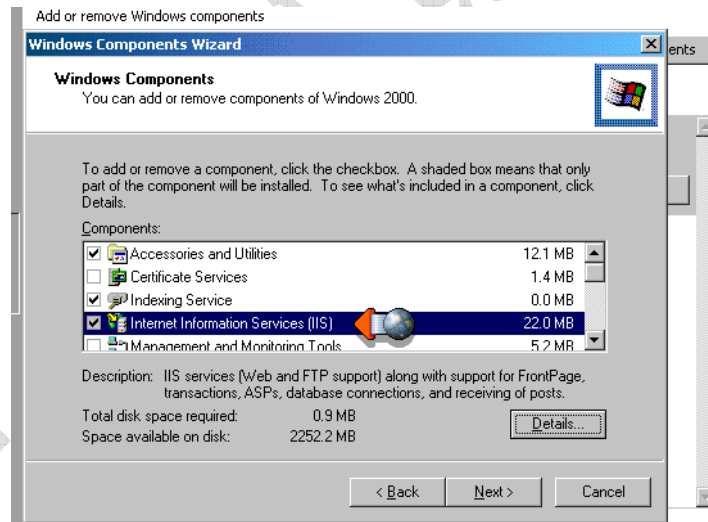 Add or remove Windows components
Windows Components Wizard
ents
Windows Components
You can add or remove components of Windows 2000.
To add or remove a component, click the checkbox. A shaded box means that only
part of the component will be installed. To see what's included in a component, click
Details.
Components:
Accessories and Utilities 12.1 MB
Certificate Services 1.4 MB
Indexing Service 0.0 MB
Internet Information Services (IIS) 22.0 MB
Management and Monitoring Tools 5.2 MB
Description: IIS services (Web and FTP support) along with support for FrontPage,
transactions, ASPs, database connections, and receiving of posts.
Total disk space required: 0.9 MB
Space available on disk: 2252.2 MB
Details...
< Back Next > Cancel